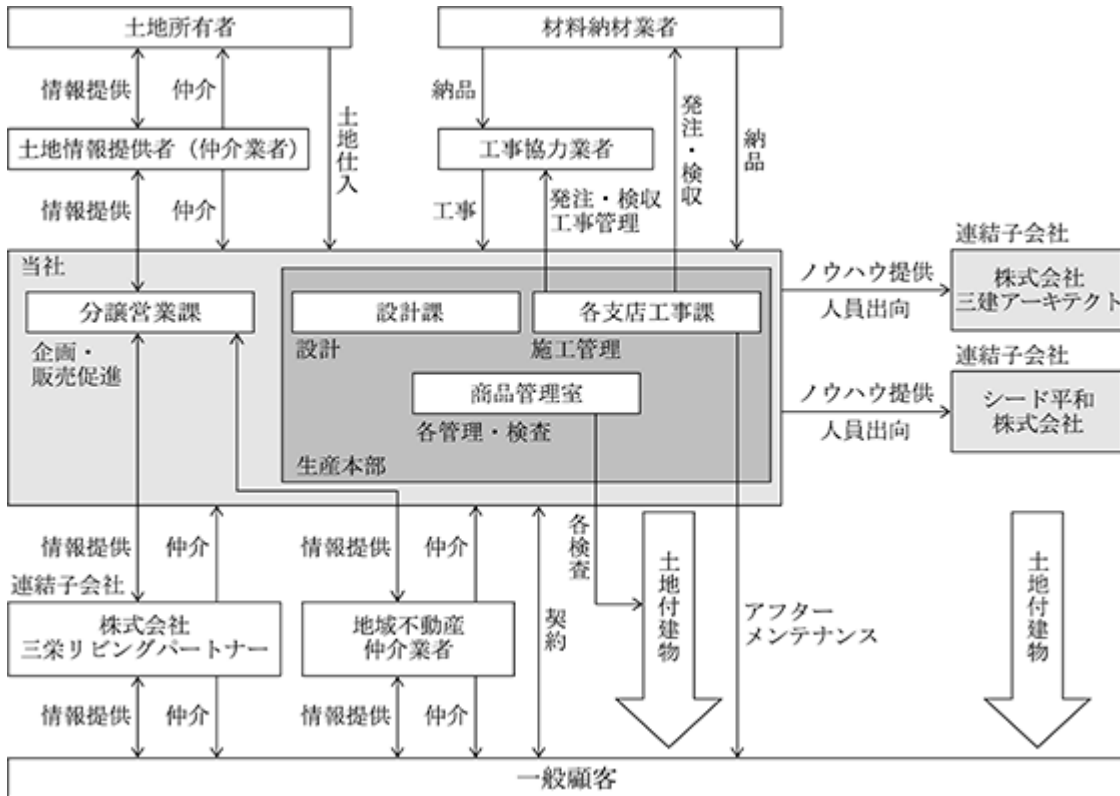 土地所有者
材料納材業者
情報提供
仲介
土地仕入
納品
発注・検収
納品
土地情報提供者（仲介業者）
工事協力業者
情報提供
仲介
工事
発注・検収
工事管理
当社
分譲営業課
企画・
販売促進
設計課
設計
各支店工事課
施工管理
商品管理室
各管理・検査
生産本部
ノウハウ提供
人員出向
連結子会社
株式会社
三建アーキテクト
ノウハウ提供
人員出向
連結子会社
シード平和
株式会社
情報提供
仲介
情報提供
仲介
契約
各検査
土地付建物
アフター
メンテナンス
土地付建物
連結子会社
株式会社
三栄リビングパートナー
地域不動産
仲介業者
情報提供
仲介
情報提供
仲介
一般顧客